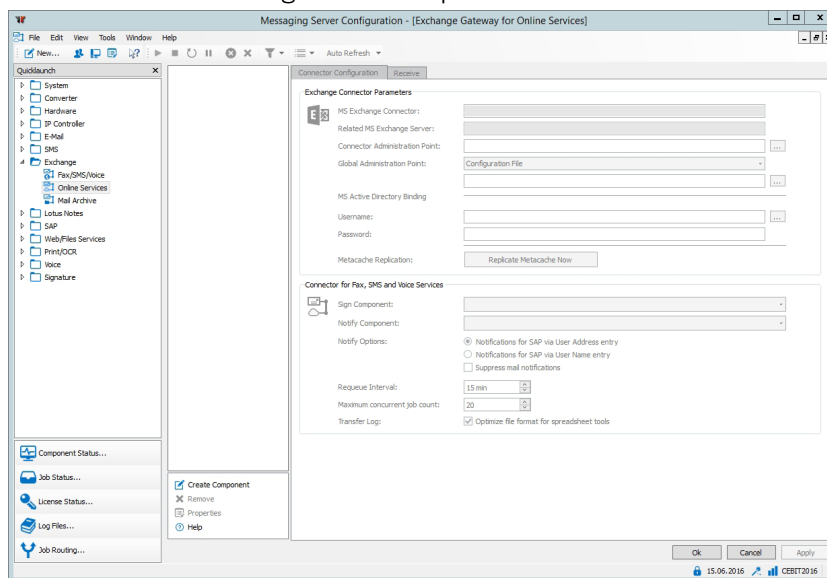 Messaging Server Configuration - [Exchange Gateway for Online Services]
File Edit View Tools Window Help
New... Auto Refresh
Quicklaunch
System
Converter
Hardware
IP Controller
E-Mail
SMS
Exchange
Fax/SMS/Voice
Online Services
Mail Archive
Lotus Notes
SAP
Web/Files Services
Print/OCR
Voice
Signature
Component Status...
Job Status...
License Status...
Log Files...
Job Routing...
Create Component
Remove
Properties
Help
Connector Configuration Receive
Exchange Connector Parameters
MS Exchange Connector:
Related MS Exchange Server:
Connector Administration Point: ...
Global Administration Point: Configuration File
...
MS Active Directory Binding
Username: ...
Password:
Metacache Replication: Replicate Metacache Now
Connector for Fax, SMS and Voice Services
Sign Component:
Notify Component:
Notify Options: Notifications for SAP via User Address entry
Notifications for SAP via User Name entry
Suppress mail notifications
Requeue Interval: 15 min
Maximum concurrent job count: 20
Transfer Log: Optimize file format for spreadsheet tools
Ok Cancel Apply
15.06.2016 CEBIT2016